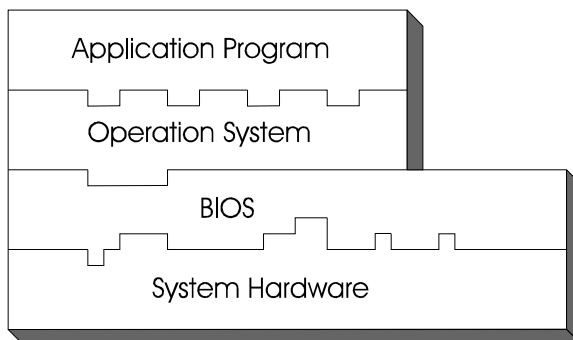 Application Program
Operation System
BIOS
System Hardware